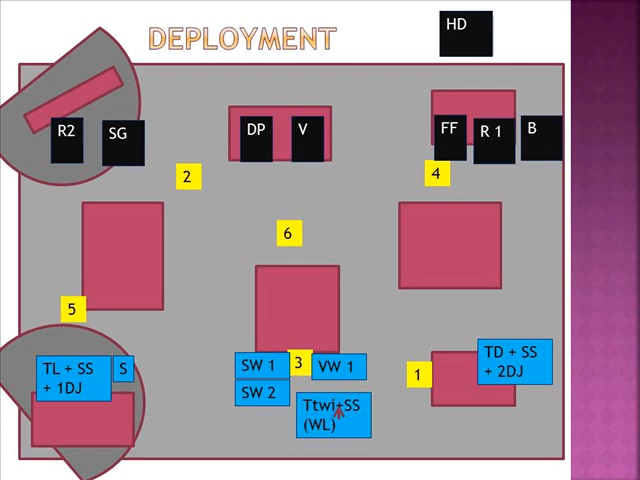 DEPLOYMENT
HD
R2
SG
DP
V
FF
R 1
B
2
4
6
5
TL + SS
+ 1DJ
S
SW 1
3
VW 1
SW 2
Ttwi+SS
(WL)
1
TD + SS
+ 2DJ